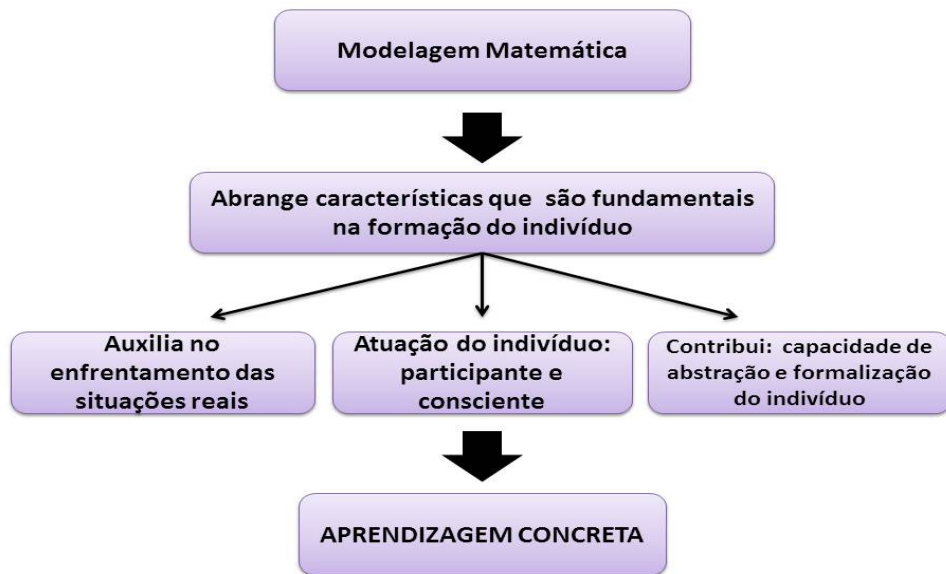 Modelagem Matemática
Abrange característícas que são fundamentais
na formação do indivíduo
Auxilia no
enfrentamento das
situações reais
Atuação do indivíduo:
participante e
consciente
Contribui: capacidade de
abstração e formalização
do indivíduo
APRENDIZAGEM CONCRETA